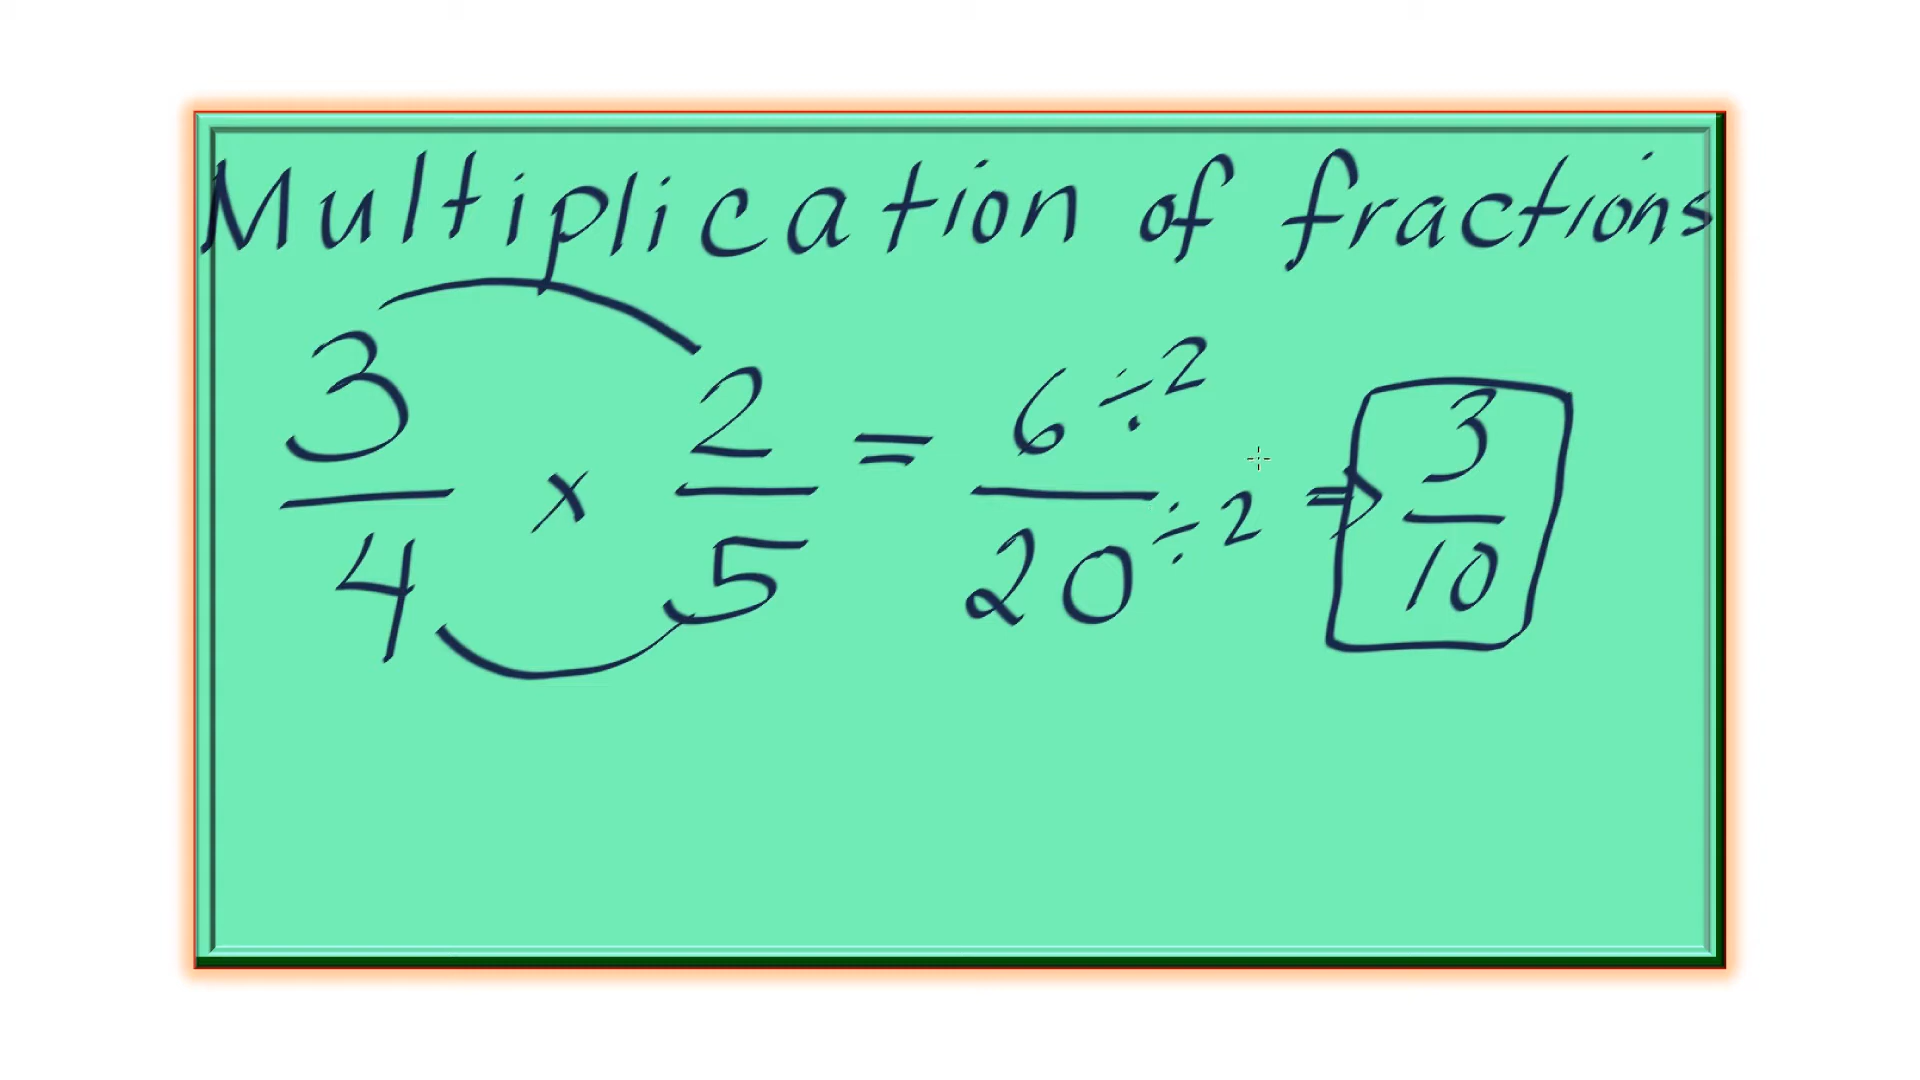 Multiplication of fractions
3/4 × 2/5 = 6÷2/20÷2 ⇒ 3/10